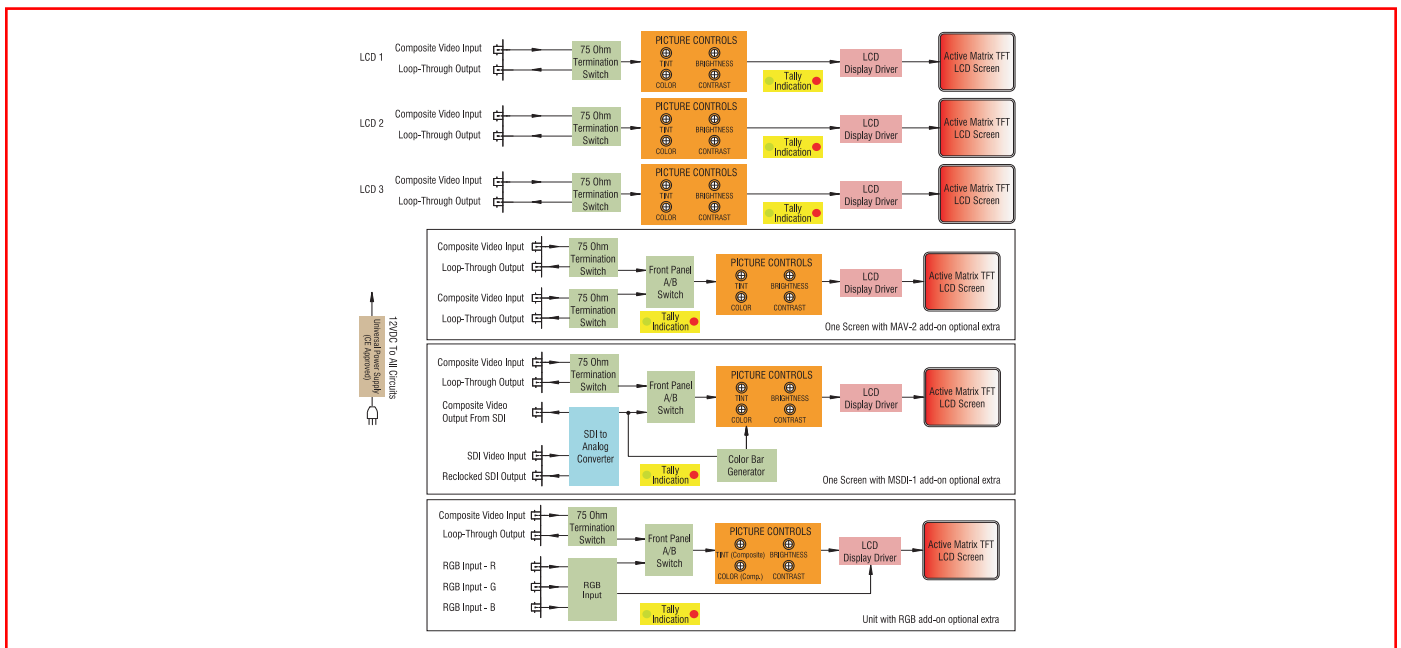 LCD 1
Composite Video Input
Loop-Through Output
75 Ohm
Termination
Switch
PICTURE CONTROLS
TINT
BRIGHTNESS
COLOR
CONTRAST
Tally
Indication
LCD
Display Driver
Active Matrix TFT
LCD Screen
LCD 2
Composite Video Input
Loop-Through Output
75 Ohm
Termination
Switch
PICTURE CONTROLS
TINT
BRIGHTNESS
COLOR
CONTRAST
Tally
Indication
LCD
Display Driver
Active Matrix TFT
LCD Screen
LCD 3
Composite Video Input
Loop-Through Output
75 Ohm
Termination
Switch
PICTURE CONTROLS
TINT
BRIGHTNESS
COLOR
CONTRAST
Tally
Indication
LCD
Display Driver
Active Matrix TFT
LCD Screen
12VDC To All Circuits
Universal Power Supply
(CE Approved)
Composite Video Input
Loop-Through Output
75 Ohm
Termination
Switch
Composite Video Input
Loop-Through Output
75 Ohm
Termination
Switch
Front Panel
A/B
Switch
Tally
Indication
PICTURE CONTROLS
TINT
BRIGHTNESS
COLOR
CONTRAST
LCD
Display Driver
Active Matrix TFT
LCD Screen
One Screen with MAV-2 add-on optional extra
Composite Video Input
Loop-Through Output
75 Ohm
Termination
Switch
Composite Video
Output From SDI
SDI Video Input
Reclocked SDI Output
SDI to
Analog
Converter
Front Panel
A/B
Switch
Tally
Indication
PICTURE CONTROLS
TINT
BRIGHTNESS
COLOR
CONTRAST
Color Bar
Generator
LCD
Display Driver
Active Matrix TFT
LCD Screen
One Screen with MSDI-1 add-on optional extra
Composite Video Input
Loop-Through Output
75 Ohm
Termination
Switch
RGB Input - R
RGB Input - G
RGB Input - B
RGB
Input
Front Panel
A/B
Switch
Tally
Indication
PICTURE CONTROLS
TINT (Composite)
BRIGHTNESS
COLOR (Comp.)
CONTRAST
LCD
Display Driver
Active Matrix TFT
LCD Screen
Unit with RGB add-on optional extra